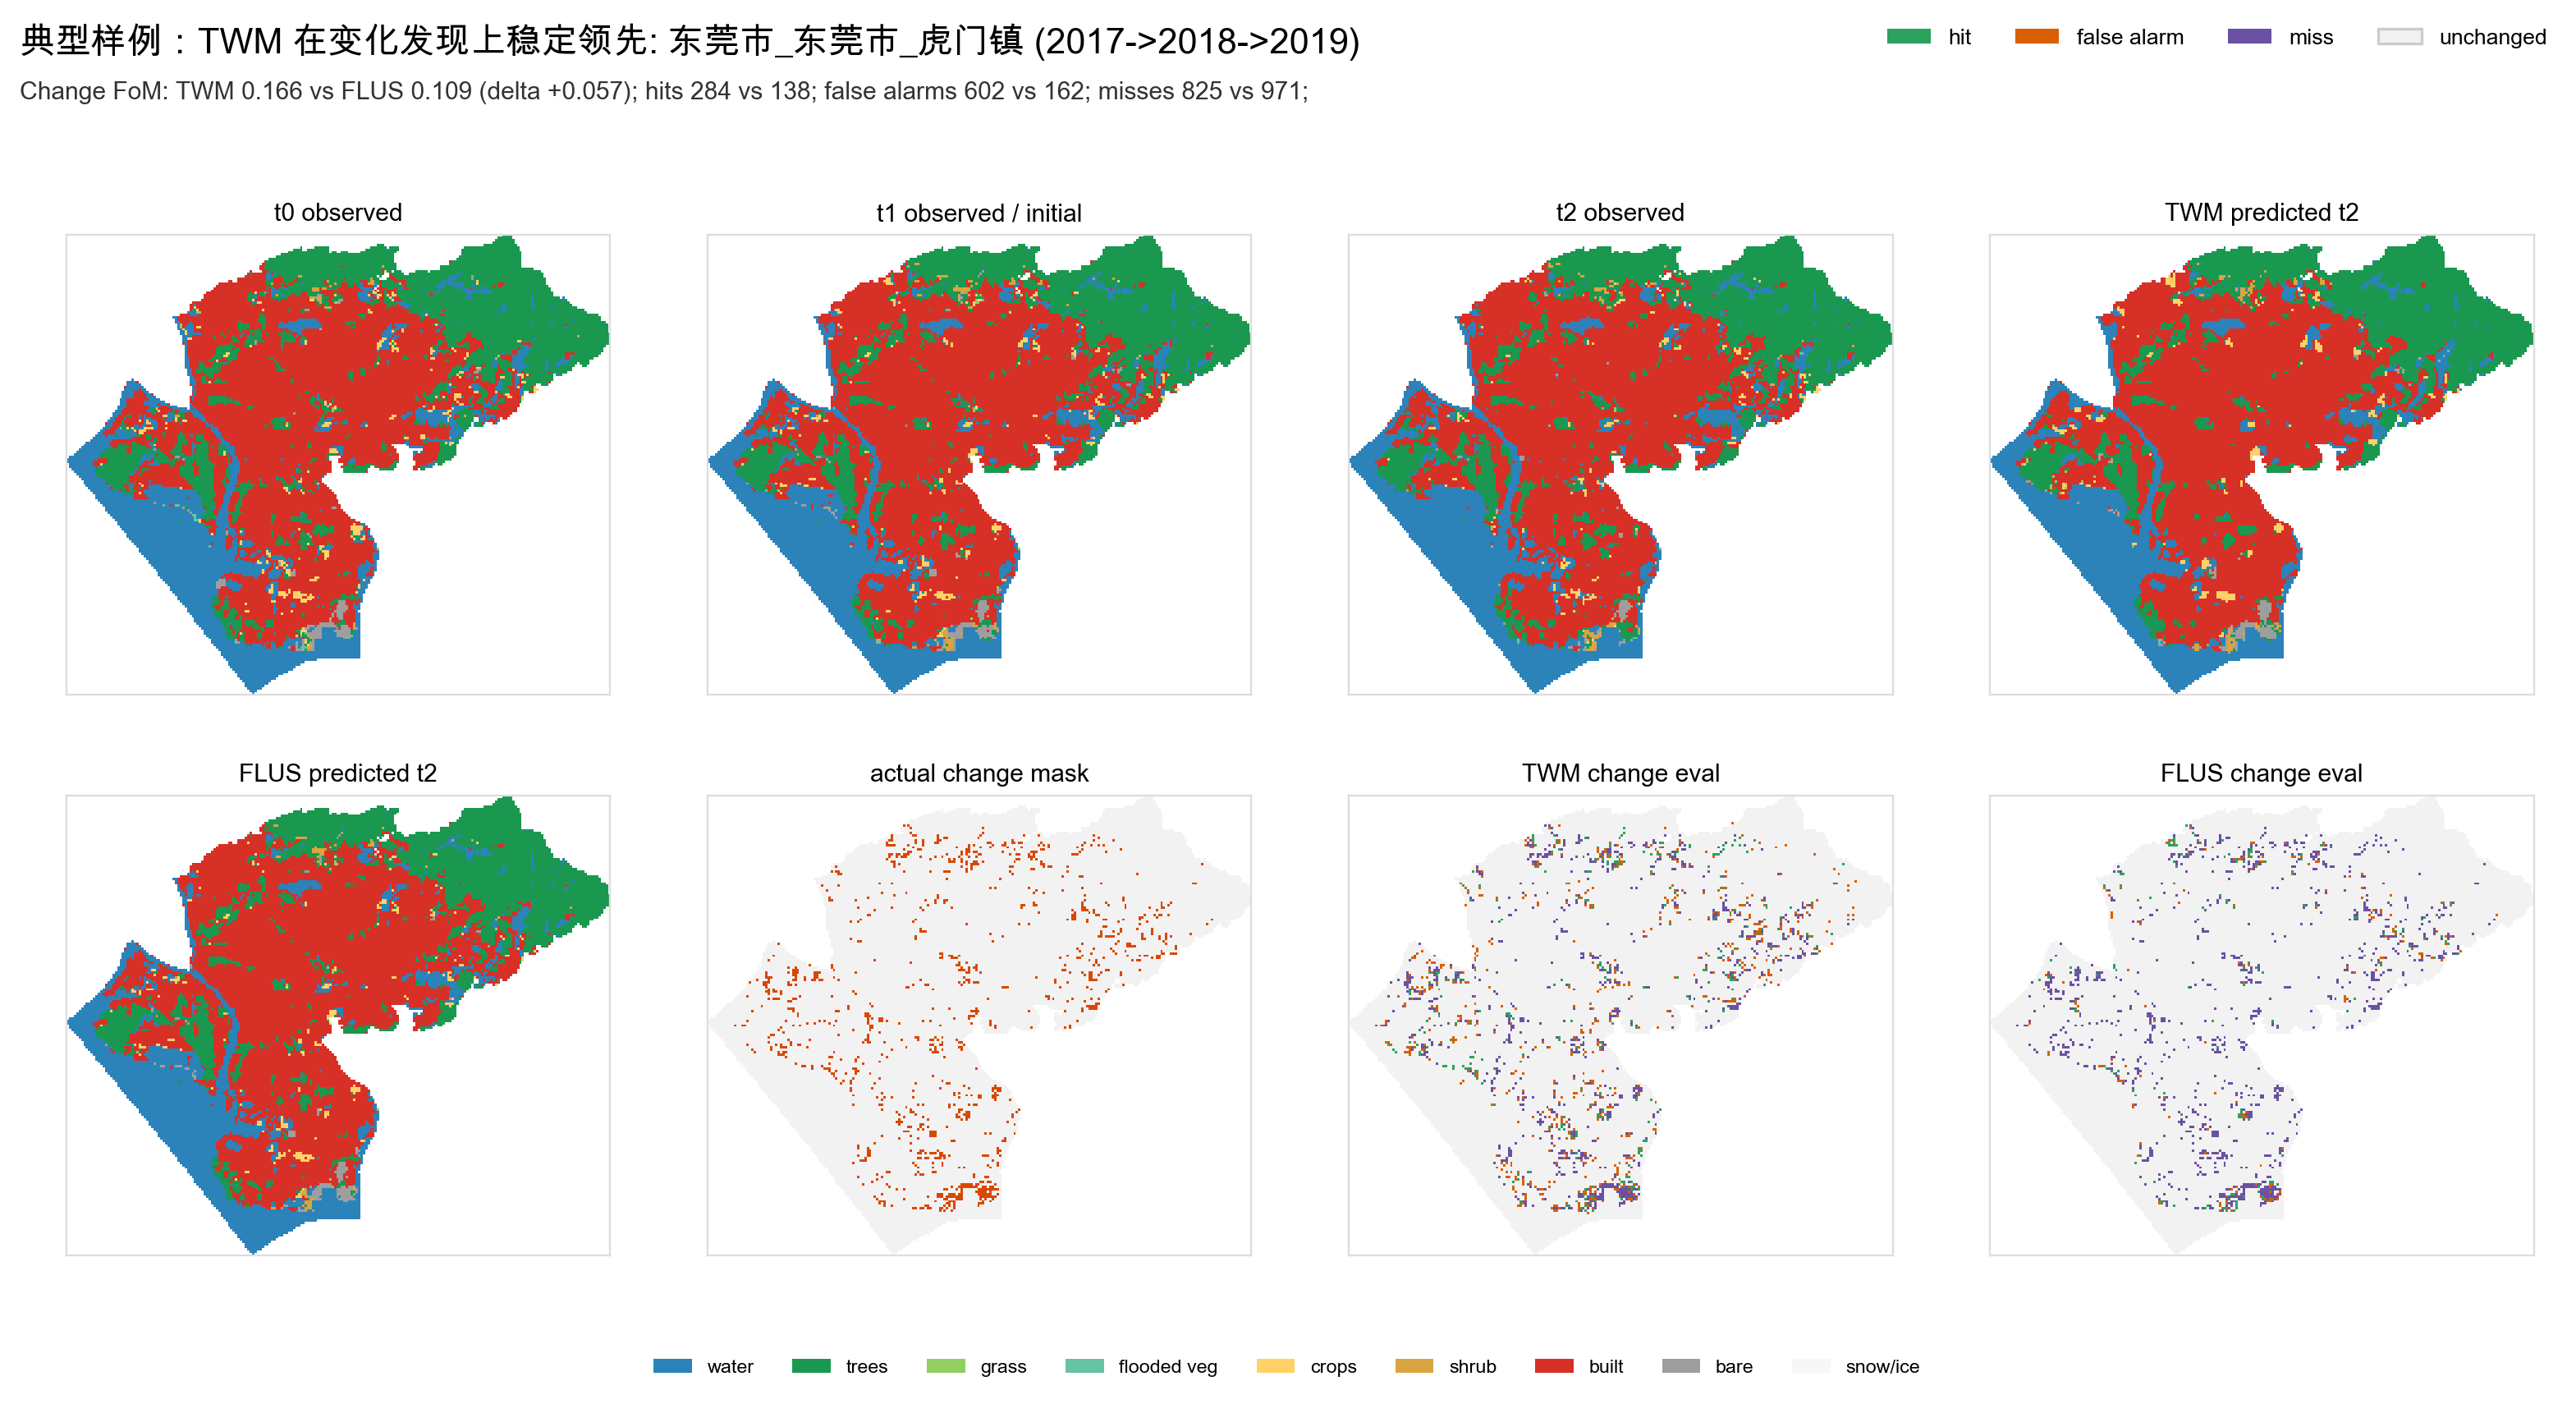 典型样例：TWM 在变化发现上稳定领先: 东莞市_东莞市_虎门镇 (2017->2018->2019)
hit false alarm miss unchanged
Change FoM: TWM 0.166 vs FLUS 0.109 (delta +0.057); hits 284 vs 138; false alarms 602 vs 162; misses 825 vs 971;
t0 observed
t1 observed / initial
t2 observed
TWM predicted t2
FLUS predicted t2
actual change mask
TWM change eval
FLUS change eval
water trees grass flooded veg crops shrub built bare snow/ice